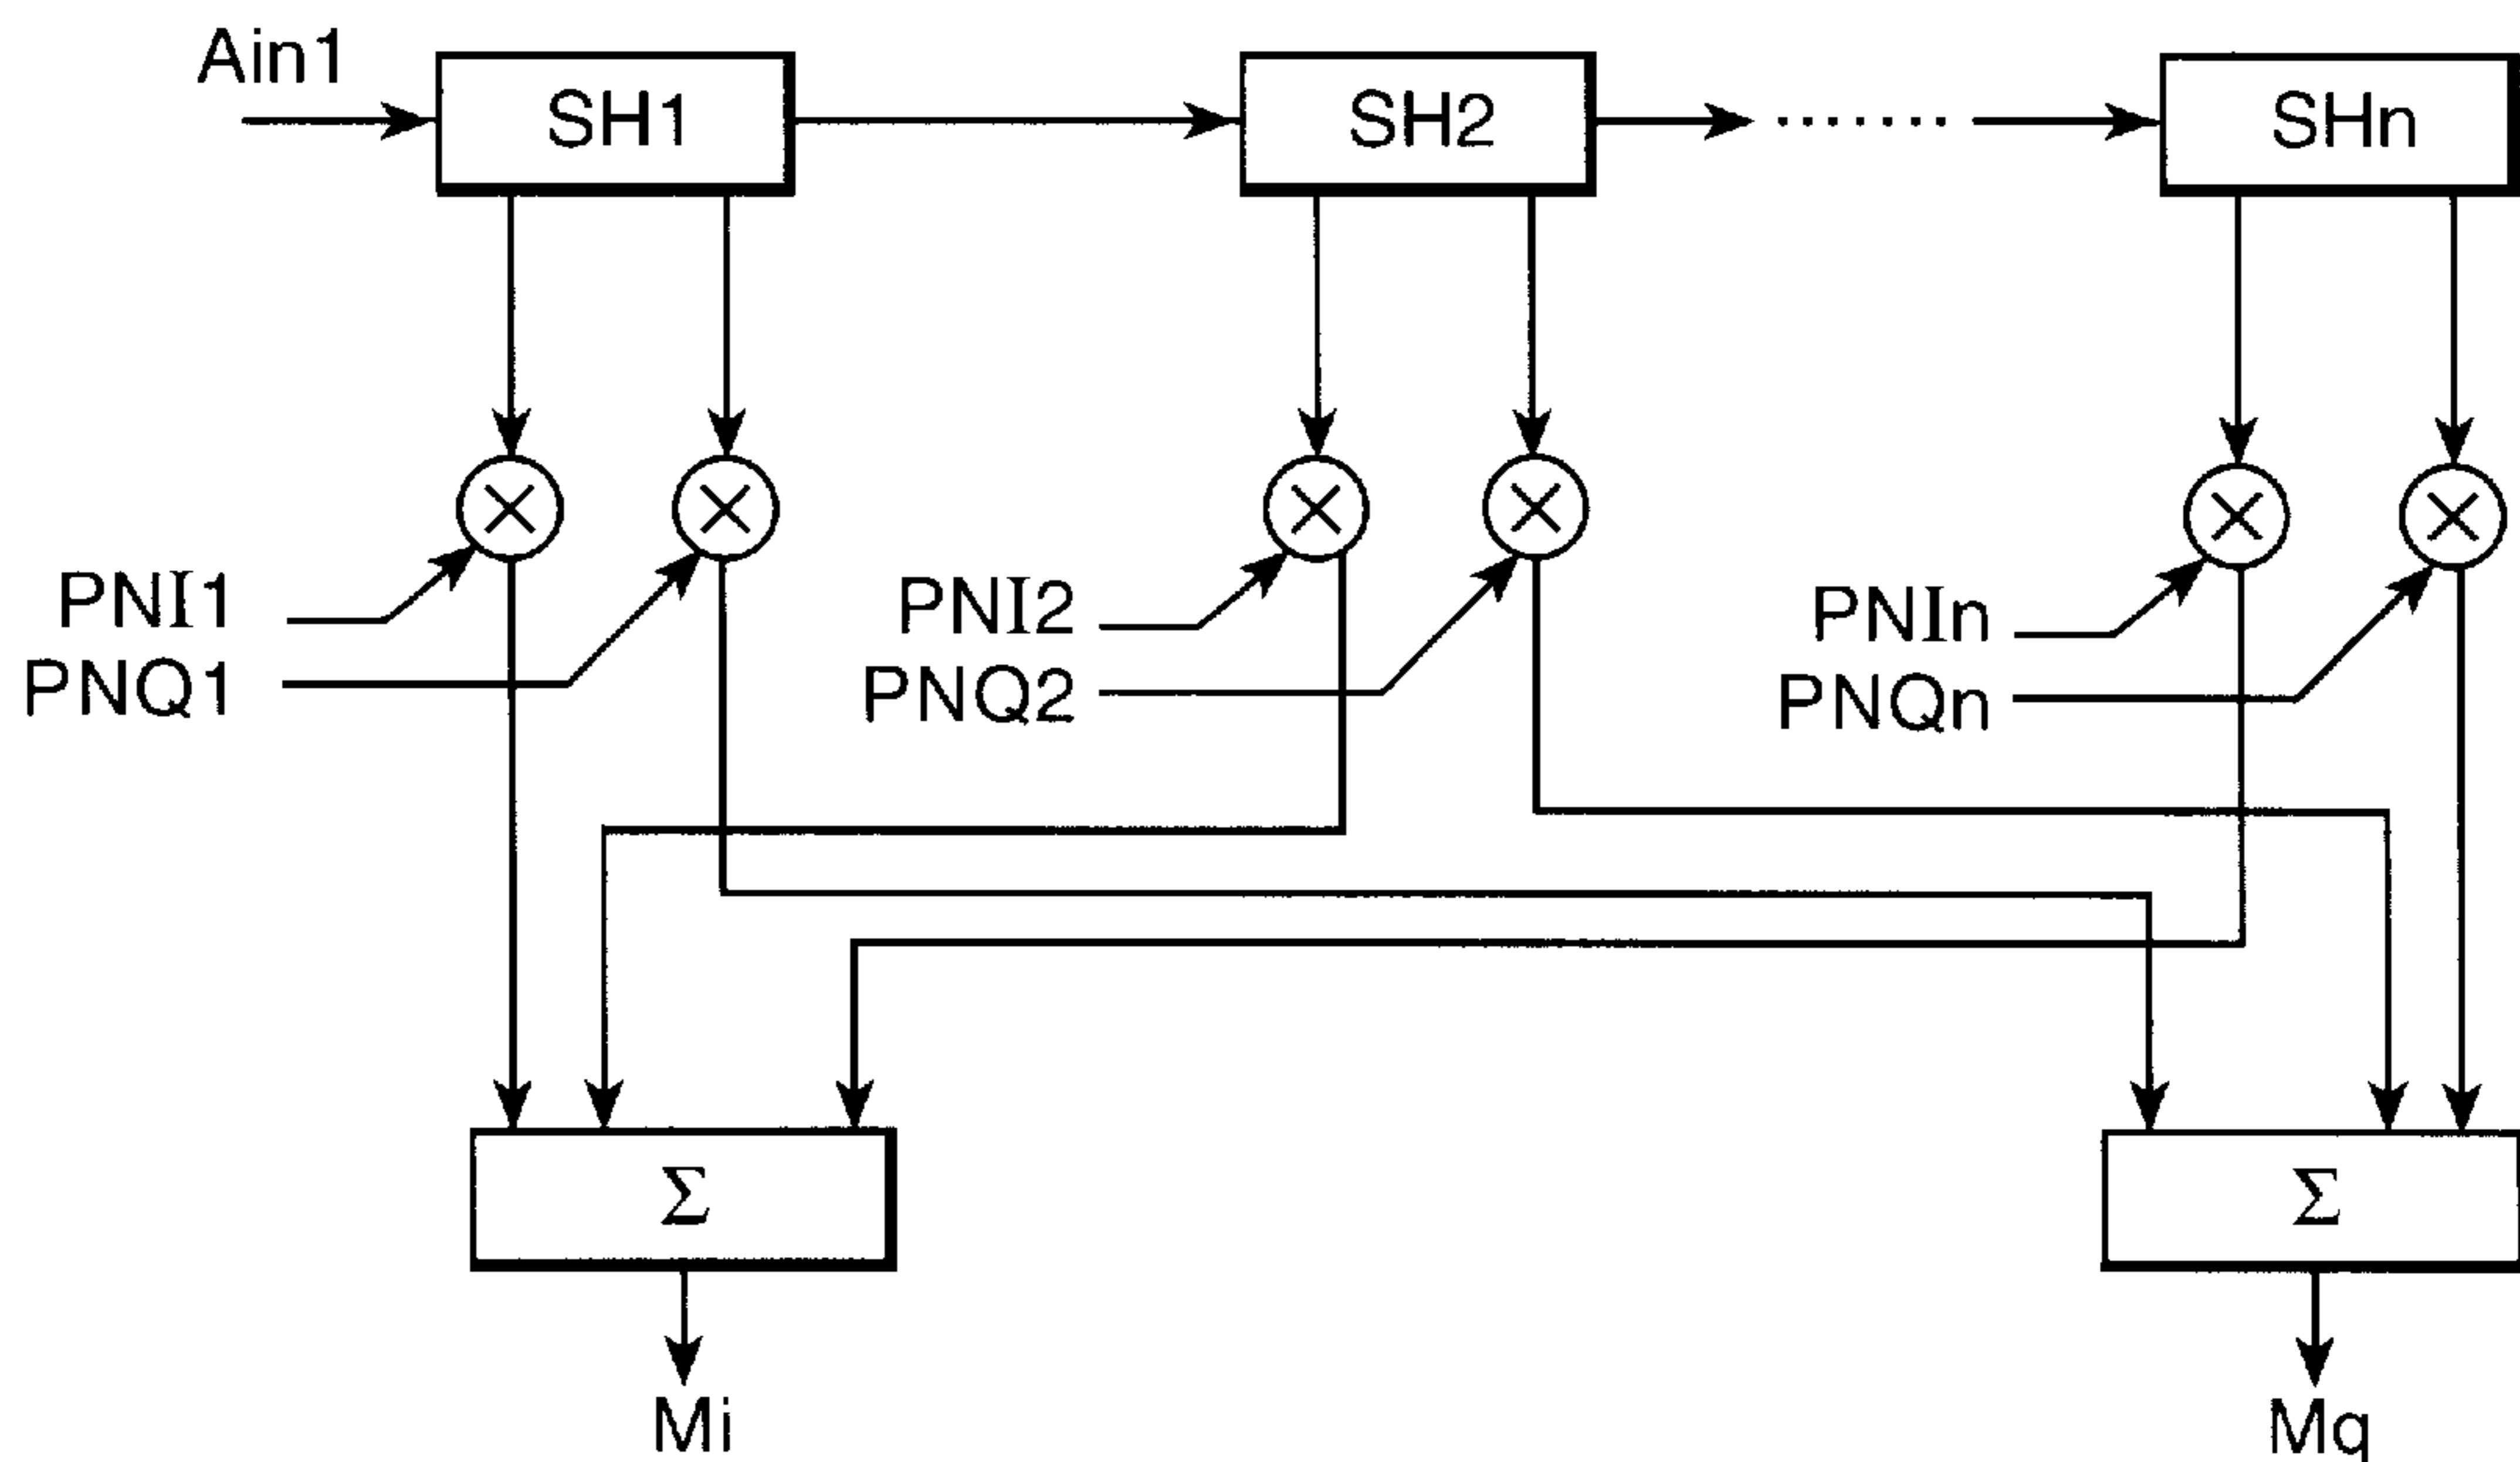 Ain1
SH1
SH2
SHn
PNI1
PNQ1
PNI2
PNQ2
PNIn
PNQn
Σ
Σ
Mi
Mq